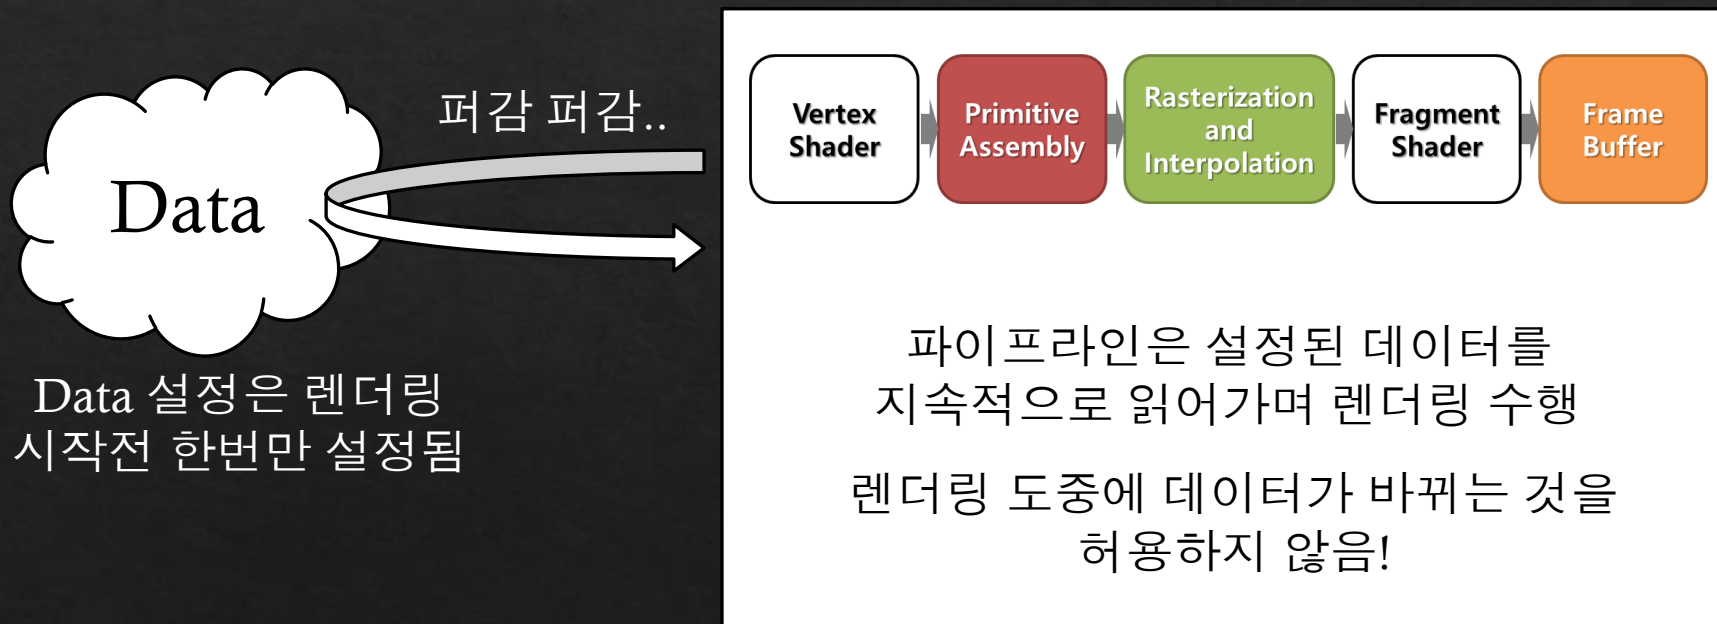 퍼감 퍼감..
Data
Data 설정은 렌더링
시작전 한번만 설정됨
Vertex
Shader
Primitive
Assembly
Rasterization
and
Interpolation
Fragment
Shader
Frame
Buffer
파이프라인은 설정된 데이터를
지속적으로 읽어가며 렌더링 수행
렌더링 도중에 데이터가 바뀌는 것을
허용하지 않음!